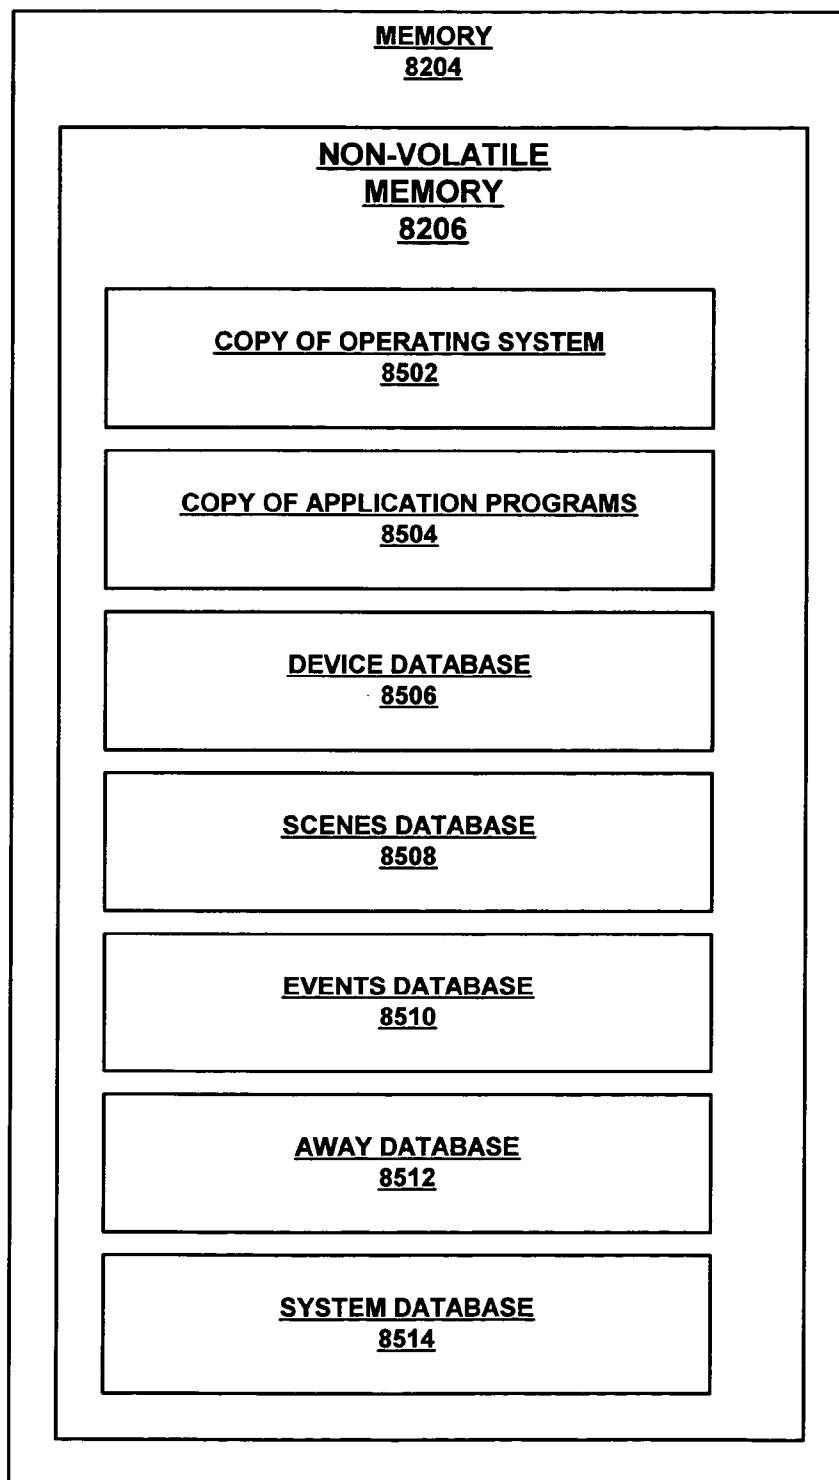 MEMORY
8204
NON-VOLATILE
MEMORY
8206
COPY OF OPERATING SYSTEM
8502
COPY OF APPLICATION PROGRAMS
8504
DEVICE DATABASE
8506
SCENES DATABASE
8508
EVENTS DATABASE
8510
AWAY DATABASE
8512
SYSTEM DATABASE
8514